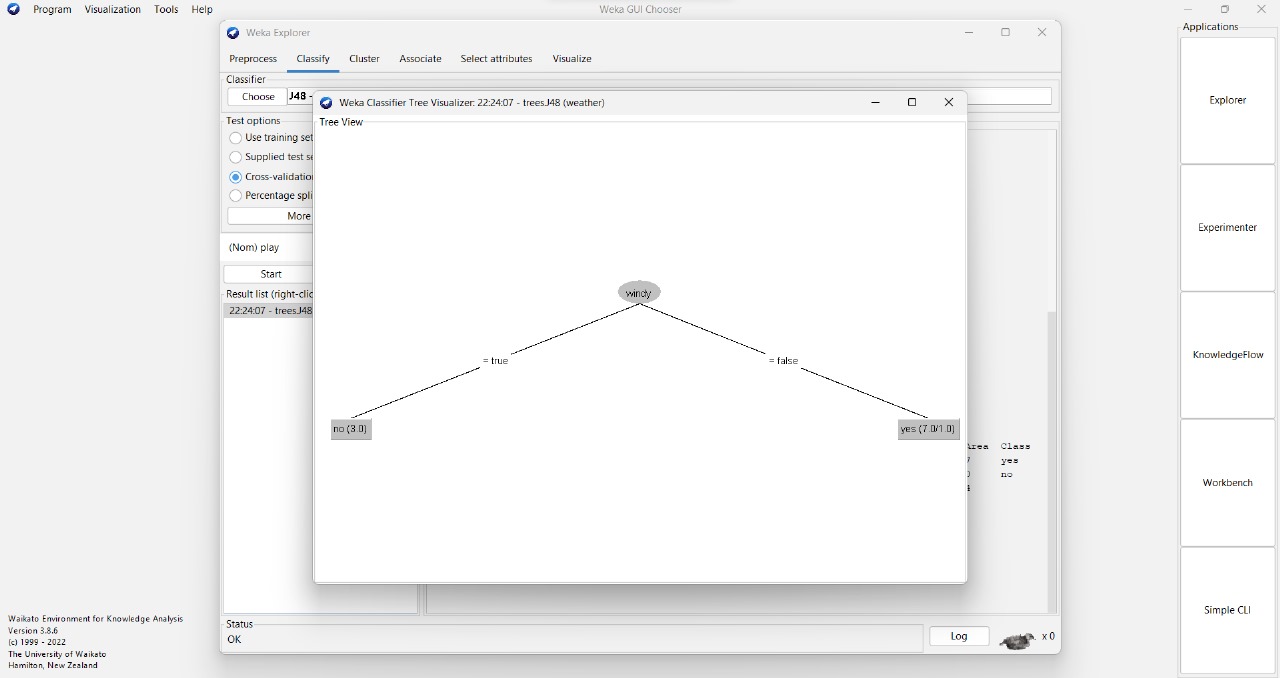 Program Visualization Tools Help
Weka GUI Chooser
Applications
Explorer
Experimenter
KnowledgeFlow
Workbench
Simple CLI
Weka Explorer
Preprocess Classify Cluster Associate Select attributes Visualize
Classifier
Choose J48 -
Test options
Use training set
Supplied test se
Cross-validatio
Percentage spli
More
(Nom) play
Start
Result list (right-clic
22:24:07 - trees.J48
Weka Classifier Tree Visualizer: 22:24:07 - trees.J48 (weather)
Tree View
windy
= true = false
no (3.0) yes (7.0/1.0)
Area Class
yes
no
Status
OK
Log
x 0
Waikato Environment for Knowledge Analysis
Version 3.8.6
(c) 1999 - 2022
The University of Waikato
Hamilton, New Zealand